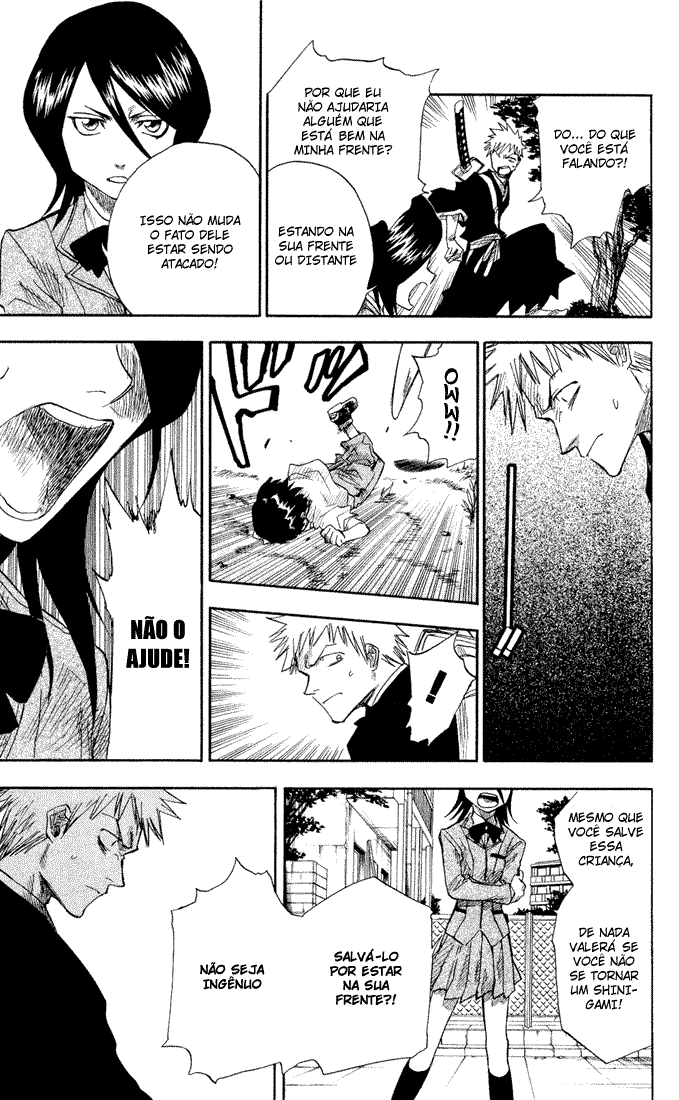 DO... DO QUE
VOCÊ ESTÁ
FALANDO?!
POR QUE EU
NÃO AJUDARIA
ALGUÉM QUE
ESTÁ BEM NA
MINHA FRENTE?
ESTANDO NA
SUA FRENTE
OU DISTANTE
ISSO NÃO MUDA
O FATO DELE
ESTAR SENDO
ATACADO!
OMMM!!
!
NÃO O
AJUDE!
MESMO QUE
VOCÊ SALVE
ESSA
CRIANÇA,
DE NADA
VALERÁ SE
VOCÊ NÃO
SE TORNAR
UM SHINI-
GAMI!
SALVÁ-LO
POR ESTAR
NA SUA
FRENTE?!
NÃO SEJA
INGÊNUO